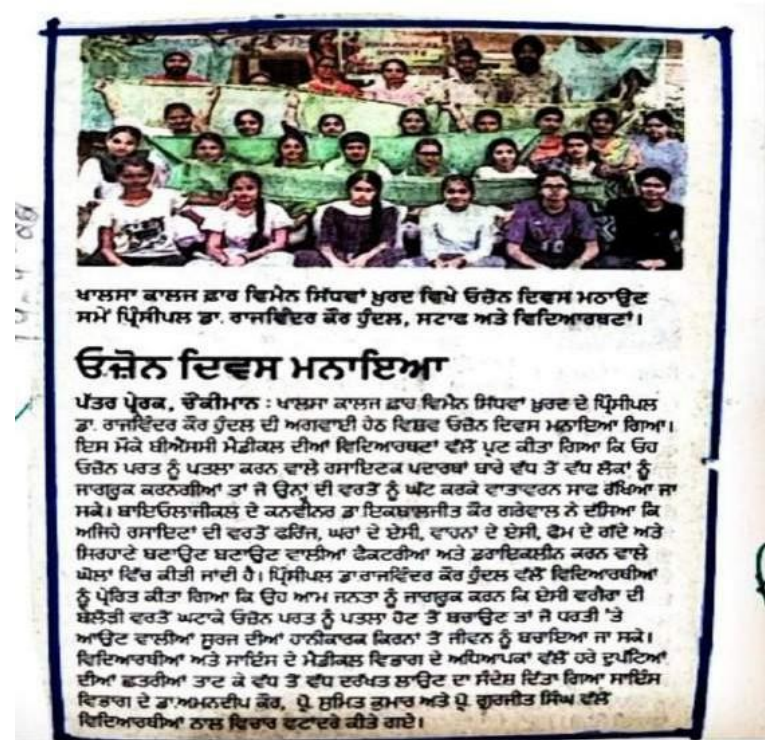 ਖਾਲਸਾ ਕਾਲਜ ਫ਼ਾਰ ਵਿਮੈਨ ਸਿੱਧਵਾਂ ਖ਼ੁਰਦ ਵਿਖੇ ਓਜ਼ੋਨ ਦਿਵਸ ਮਨਾਉਣ
ਸਮੇਂ ਪ੍ਰਿੰਸੀਪਲ ਡਾ. ਰਾਜਵਿੰਦਰ ਕੌਰ ਹੁੰਦਲ, ਸਟਾਫ ਅਤੇ ਵਿਦਿਆਰਥਣਾਂ।
ਓਜ਼ੋਨ ਦਿਵਸ ਮਨਾਇਆ
ਪੱਤਰ ਪ੍ਰੇਰਕ, ਚੌਕੀਮਾਨ : ਖਾਲਸਾ ਕਾਲਜ ਫ਼ਾਰ ਵਿਮੈਨ ਸਿੱਧਵਾਂ ਖ਼ੁਰਦ ਦੇ ਪ੍ਰਿੰਸੀਪਲ
ਡਾ. ਰਾਜਵਿੰਦਰ ਕੌਰ ਹੁੰਦਲ ਦੀ ਅਗਵਾਈ ਹੇਠ ਵਿਸ਼ਵ ਓਜ਼ੋਨ ਦਿਵਸ ਮਨਾਇਆ ਗਿਆ।
ਇਸ ਮੌਕੇ ਬੀਐੱਸਸੀ ਮੈਡੀਕਲ ਦੀਆਂ ਵਿਦਿਆਰਥਣਾਂ ਵੱਲੋਂ ਪ੍ਰਣ ਕੀਤਾ ਗਿਆ ਕਿ ਓਹ
ਓਜ਼ੋਨ ਪਰਤ ਨੂੰ ਪਤਲਾ ਕਰਨ ਵਾਲੇ ਰਸਾਇਣਕ ਪਦਾਰਥਾਂ ਬਾਰੇ ਵੱਧ ਤੋਂ ਵੱਧ ਲੋਕਾਂ ਨੂੰ
ਜਾਗਰੂਕ ਕਰਨਗੀਆਂ ਤਾਂ ਜੋ ਉਨ੍ਹਾਂ ਦੀ ਵਰਤੋਂ ਨੂੰ ਘੱਟ ਕਰਕੇ ਵਾਤਾਵਰਨ ਸਾਫ ਰੱਖਿਆ ਜਾ
ਸਕੇ। ਬਾਇਓਲਾਜੀਕਲ ਦੇ ਕਨਵੀਨਰ ਡਾ ਇਕਬਾਲਜੀਤ ਕੌਰ ਗਰੇਵਾਲ ਨੇ ਦੱਸਿਆ ਕਿ
ਅਜਿਹੇ ਰਸਾਇਣਾਂ ਦੀ ਵਰਤੋਂ ਫਰਿੱਜ, ਘਰਾਂ ਦੇ ਏਸੀ, ਵਾਹਨਾਂ ਦੇ ਏਸੀ, ਫੋਮ ਦੇ ਗੱਦੇ ਅਤੇ
ਸਿਰਹਾਣੇ ਬਣਾਉਣ ਬਣਾਉਣ ਵਾਲੀਆਂ ਫੈਕਟਰੀਆਂ ਅਤੇ ਡਰਾਇਕਲੀਨ ਕਰਨ ਵਾਲੇ
ਘੋਲਾਂ ਵਿੱਚ ਕੀਤੀ ਜਾਂਦੀ ਹੈ। ਪ੍ਰਿੰਸੀਪਲ ਡਾ.ਰਾਜਵਿੰਦਰ ਕੌਰ ਹੁੰਦਲ ਵੱਲੋਂ ਵਿਦਿਆਰਥੀਆਂ
ਨੂੰ ਪ੍ਰੇਰਿਤ ਕੀਤਾ ਗਿਆ ਕਿ ਉਹ ਆਮ ਜਨਤਾ ਨੂੰ ਜਾਗਰੂਕ ਕਰਨ ਕਿ ਏਸੀ ਵਗੈਰਾ ਦੀ
ਬੇਲੋੜੀ ਵਰਤੋਂ ਘਟਾਕੇ ਓਜ਼ੋਨ ਪਰਤ ਨੂੰ ਪਤਲਾ ਹੋਣ ਤੋਂ ਬਚਾਉਣ ਤਾਂ ਜੋ ਧਰਤੀ 'ਤੇ
ਆਉਣ ਵਾਲੀਆਂ ਸੂਰਜ ਦੀਆਂ ਹਾਨੀਕਾਰਕ ਕਿਰਨਾਂ ਤੋਂ ਜੀਵਨ ਨੂੰ ਬਚਾਇਆ ਜਾ ਸਕੇ।
ਵਿਦਿਆਰਥੀਆਂ ਅਤੇ ਸਾਇੰਸ ਦੇ ਮੈਡੀਕਲ ਵਿਭਾਗ ਦੇ ਅਧਿਆਪਕਾਂ ਵੱਲੋਂ ਹਰੇ ਦੁਪੱਟਿਆਂ
ਦੀਆਂ ਛਤਰੀਆਂ ਤਾਣ ਕੇ ਵੱਧ ਤੋਂ ਵੱਧ ਦਰੱਖਤ ਲਾਉਣ ਦਾ ਸੰਦੇਸ਼ ਦਿੱਤਾ ਗਿਆ ਸਾਇੰਸ
ਵਿਭਾਗ ਦੇ ਡਾ.ਅਮਨਦੀਪ ਕੌਰ, ਪ੍ਰੋ. ਸੁਮਿਤ ਕੁਮਾਰ ਅਤੇ ਪ੍ਰੋ. ਗੁਰਜੀਤ ਸਿੰਘ ਵੱਲੋਂ
ਵਿਦਿਆਰਥੀਆਂ ਨਾਲ ਵਿਚਾਰ ਵਟਾਂਦਰੇ ਕੀਤੇ ਗਏ।